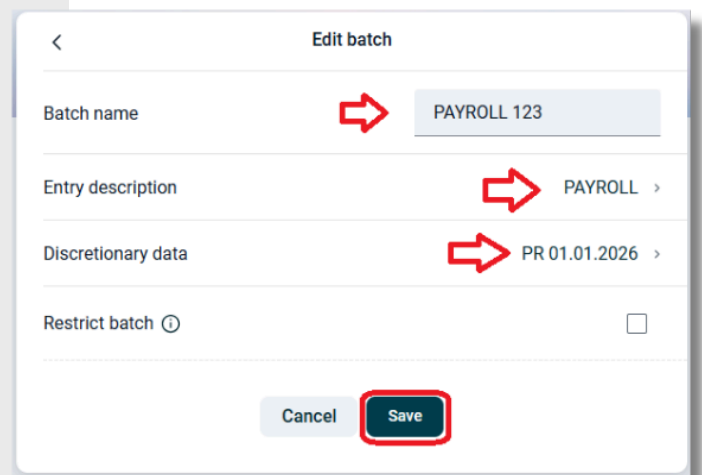 Edit batch
Batch name PAYROLL 123
Entry description PAYROLL
Discretionary data PR 01.01.2026
Restrict batch
Cancel Save